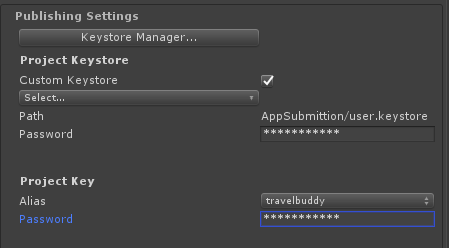 Publishing Settings
Keystore Manager...
Project Keystore
Custom Keystore
Select...
Path AppSubmittion/user.keystore
Password ***********
Project Key
Alias travelbuddy
Password ***********